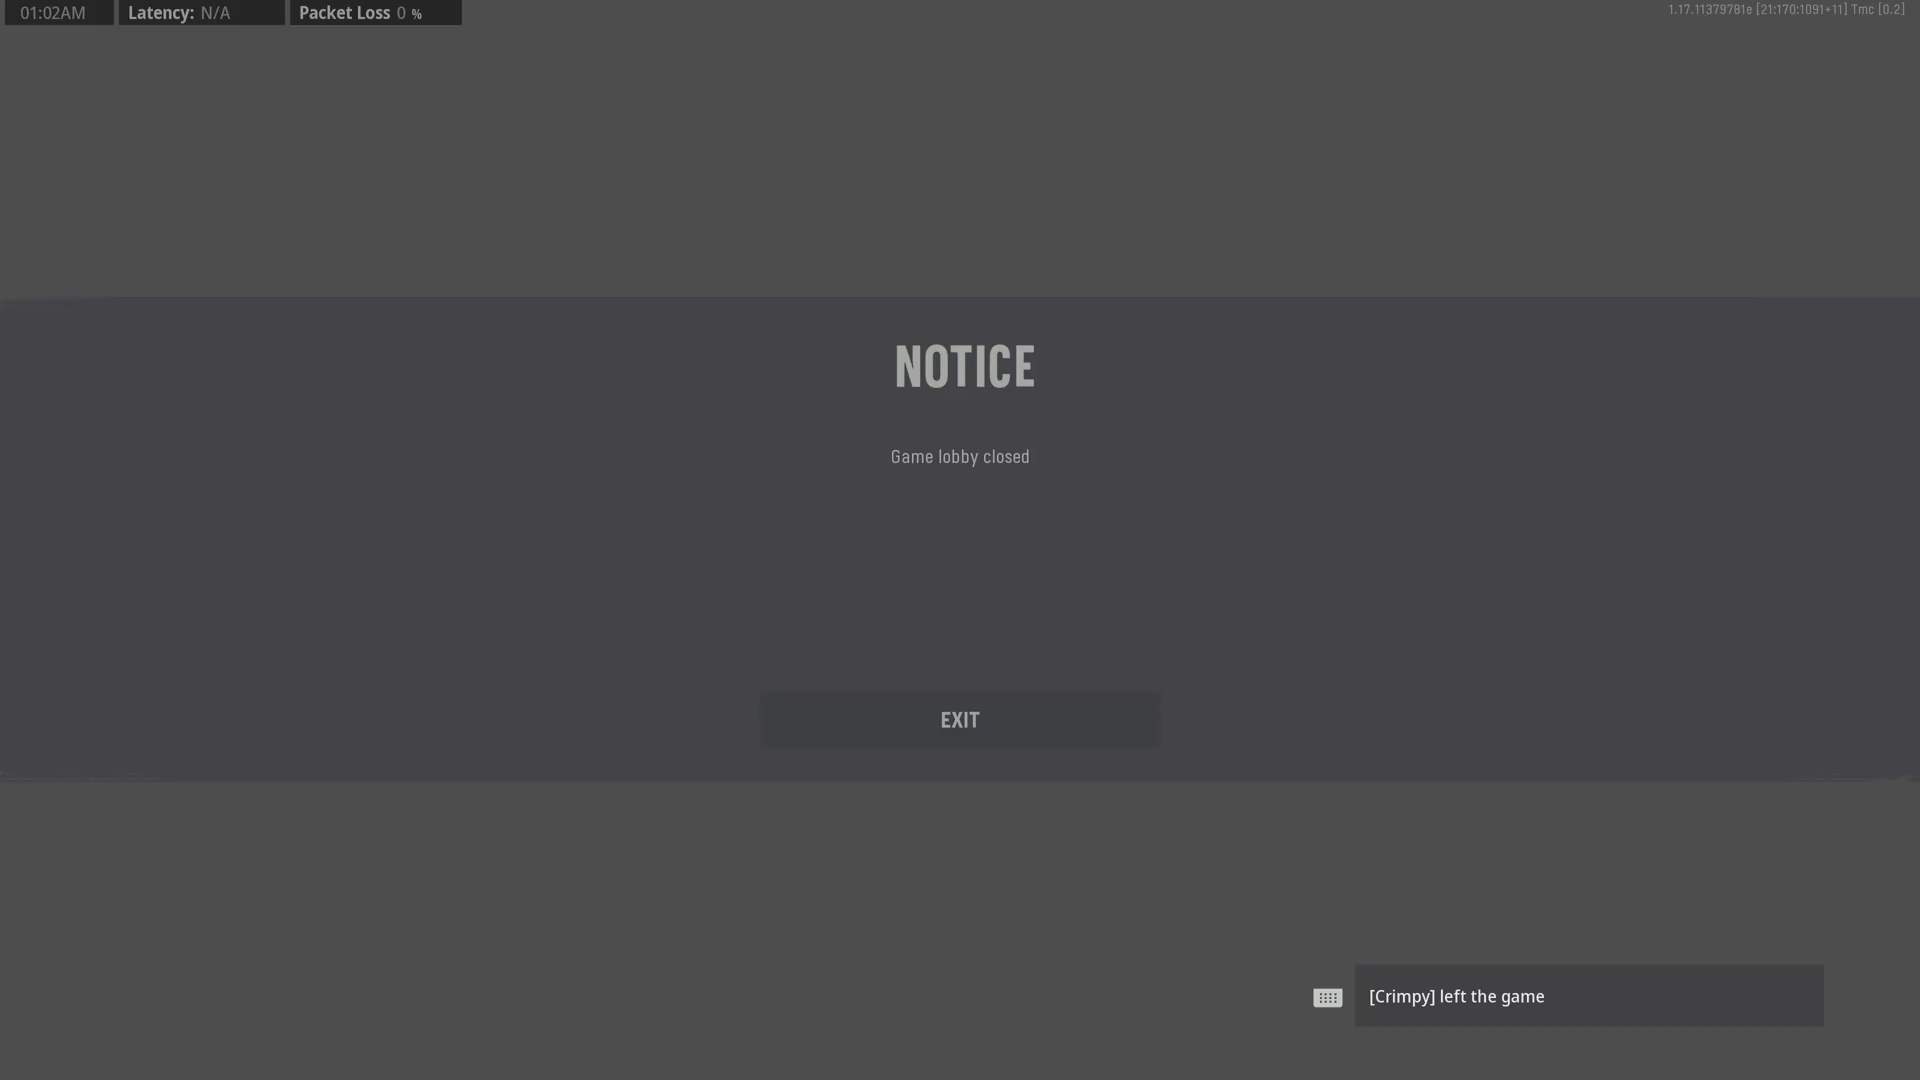 01:02AM Latency: N/A Packet Loss 0 %
1.17.11379781e [21:170:1091+11] Tmc [0.2]
NOTICE
Game lobby closed
EXIT
[Crimpy] left the game